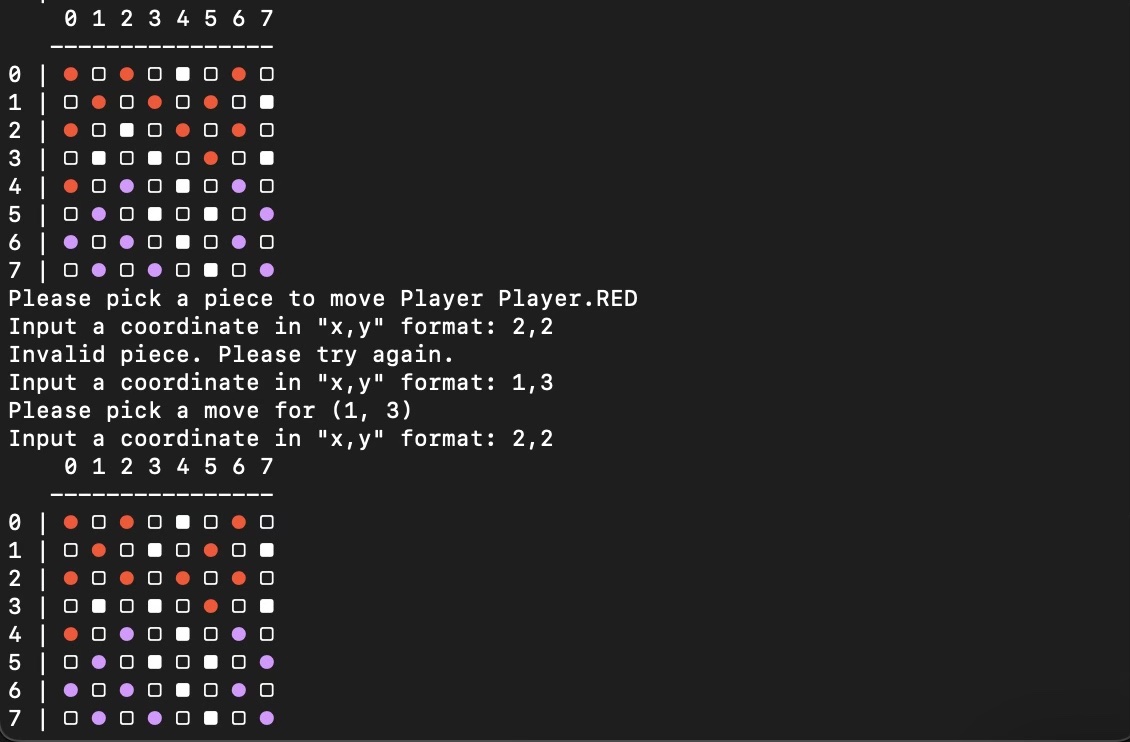 0 1 2 3 4 5 6 7
----------------
0 | ● □ ● □ ■ □ ● □
1 | □ ● □ ● □ ● □ ■
2 | ● □ ■ □ ● □ ● □
3 | □ ■ □ ■ □ ● □ ■
4 | ● □ ● □ ■ □ ● □
5 | □ ● □ ■ □ ■ □ ●
6 | ● □ ● □ ■ □ ● □
7 | □ ● □ ● □ ■ □ ●
Please pick a piece to move Player Player.RED
Input a coordinate in "x,y" format: 2,2
Invalid piece. Please try again.
Input a coordinate in "x,y" format: 1,3
Please pick a move for (1, 3)
Input a coordinate in "x,y" format: 2,2
0 1 2 3 4 5 6 7
----------------
0 | ● □ ● □ ■ □ ● □
1 | □ ● □ ■ □ ● □ ■
2 | ● □ ● □ ● □ ● □
3 | □ ■ □ ■ □ ● □ ■
4 | ● □ ● □ ■ □ ● □
5 | □ ● □ ■ □ ■ □ ●
6 | ● □ ● □ ■ □ ● □
7 | □ ● □ ● □ ■ □ ●